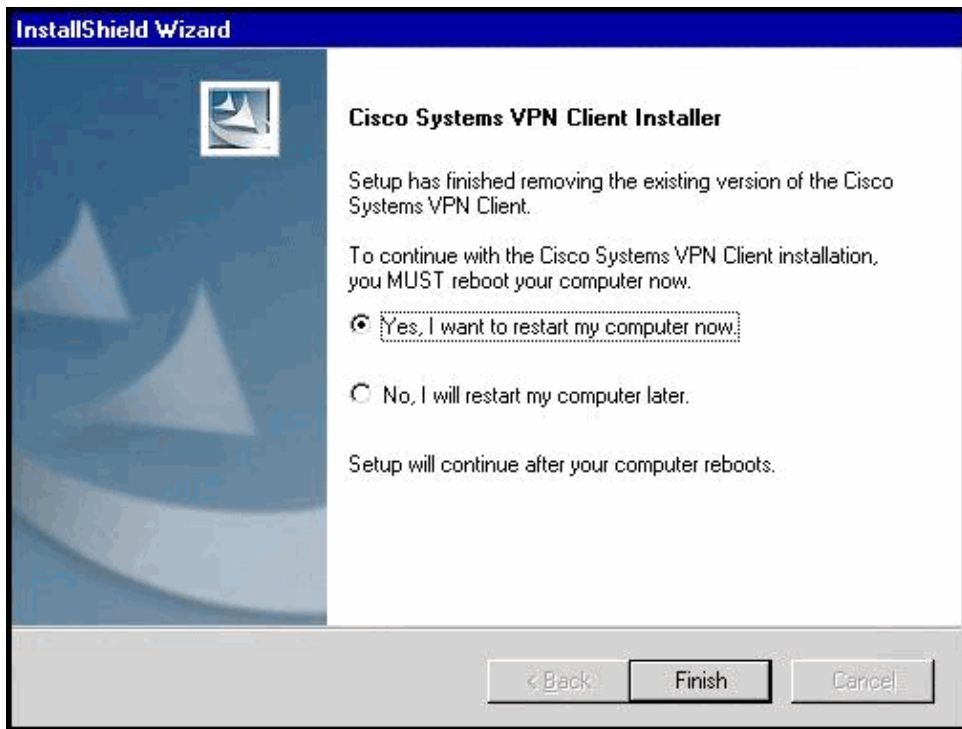 InstallShield Wizard
Cisco Systems VPN Client Installer
Setup has finished removing the existing version of the Cisco
Systems VPN Client.
To continue with the Cisco Systems VPN Client installation,
you MUST reboot your computer now.
Yes, I want to restart my computer now.
No, I will restart my computer later.
Setup will continue after your computer reboots.
< Back
Finish
Cancel